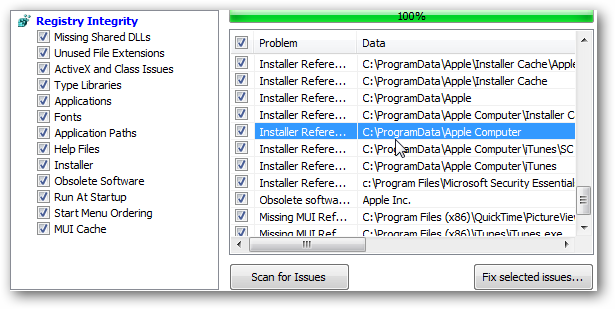 Registry Integrity
Missing Shared DLLs
Unused File Extensions
ActiveX and Class Issues
Type Libraries
Applications
Fonts
Application Paths
Help Files
Installer
Obsolete Software
Run At Startup
Start Menu Ordering
MUI Cache
100%
Problem Data
Installer Refere... C:\ProgramData\Apple\Installer Cache\Apple
Installer Refere... C:\ProgramData\Apple\Installer Cache
Installer Refere... C:\ProgramData\Apple
Installer Refere... C:\ProgramData\Apple Computer\Installer C
Installer Refere... C:\ProgramData\Apple Computer
Installer Refere... C:\ProgramData\Apple Computer\iTunes\SC
Installer Refere... C:\ProgramData\Apple Computer\iTunes
Installer Refere... c:\Program Files\Microsoft Security Essential
Obsolete softwa... Apple Inc.
Missing MUI Ref... C:\Program Files (x86)\QuickTime\PictureView
Missing MUI Ref... C:\Program Files (x86)\iTunes\iTunes.exe
Scan for Issues
Fix selected issues...